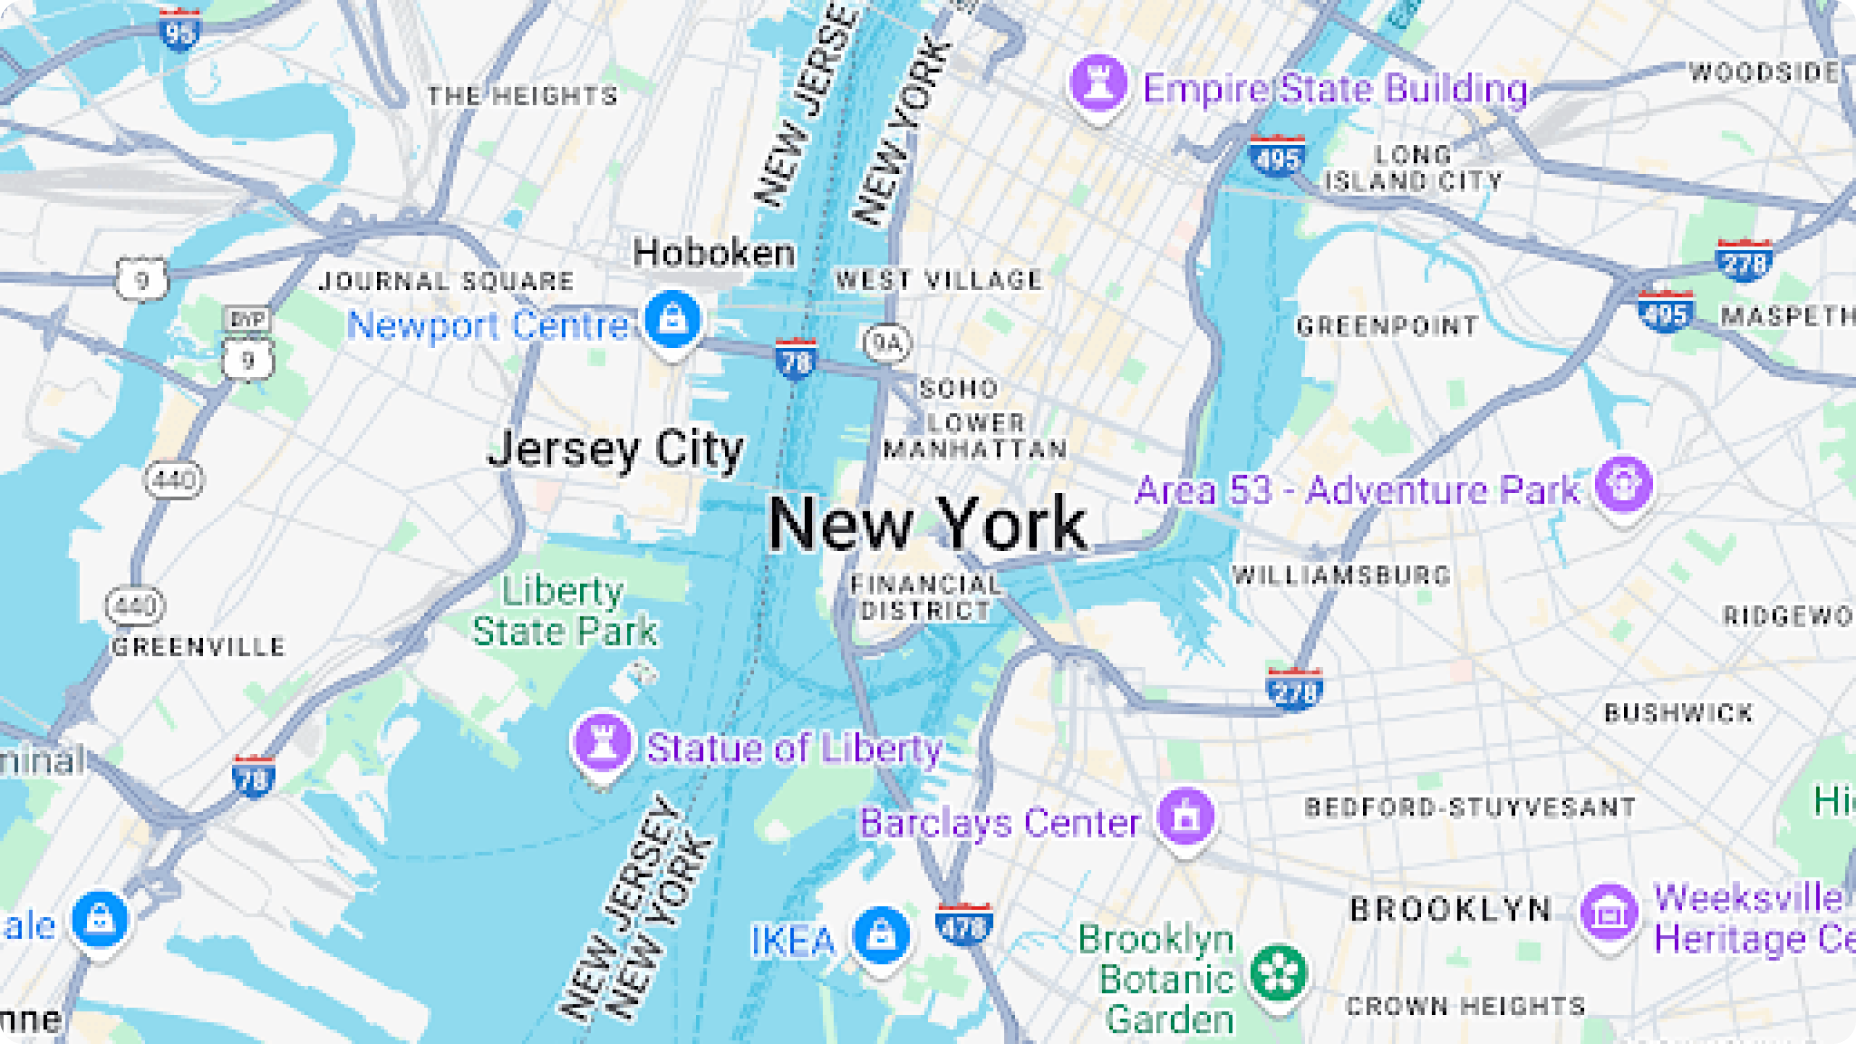 95
THE HEIGHTS
NEW JERSE
NEW YORK
Empire State Building
WOODSIDE
495
LONG
ISLAND CITY
Hoboken
278
9
JOURNAL SQUARE
WEST VILLAGE
BYP
9
Newport Centre
GREENPOINT
495
MASPETH
9A
78
SOHO
LOWER
MANHATTAN
Jersey City
440
Area 53 - Adventure Park
New York
FINANCIAL
DISTRICT
WILLIAMSBURG
Liberty
State Park
440
RIDGEWO
GREENVILLE
278
BUSHWICK
Statue of Liberty
minal
78
Hi
BEDFORD-STUYVESANT
Barclays Center
NEW JERSEY
NEW YORK
ale
IKEA
478
Brooklyn
Botanic
Garden
BROOKLYN
Weeksville
Heritage Ce
CROWN HEIGHTS
nne